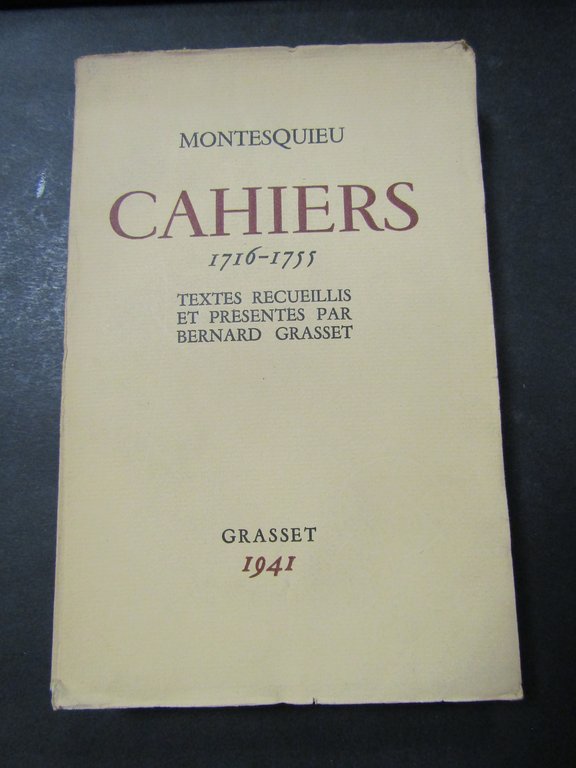 MONTESQUIEU
CAHIERS
1716-1755
TEXTES RECUEILLIS
ET PRESENTES PAR
BERNARD GRASSET
GRASSET
1941